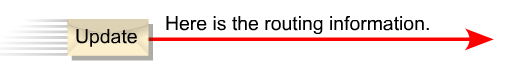 Here is the routing information.
Update